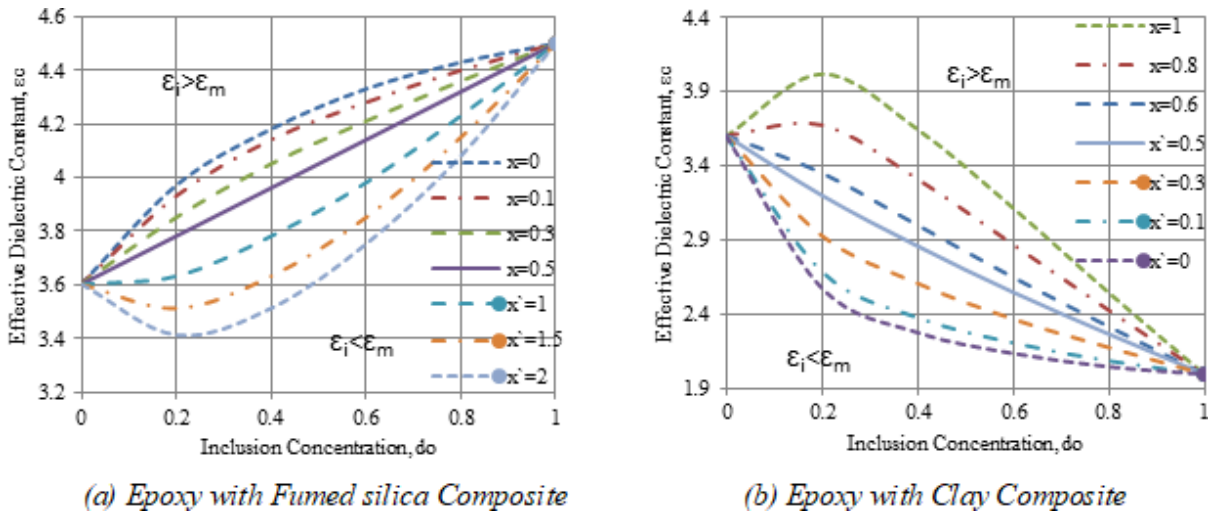 Effective Dielectric Constant, εc
4.6
4.4
4.2
4
3.8
3.6
3.4
3.2
εi>εm
εi<εm
x=0
x=0.1
x=0.3
x=0.5
x`=1
x`=1.5
x`=2
0 0.2 0.4 0.6 0.8 1
Inclusion Concentration, do
(a) Epoxy with Fumed silica Composite
Effective Dielectric Constant, εc
4.4
3.9
3.4
2.9
2.4
1.9
εi>εm
εi<εm
x=1
x=0.8
x=0.6
x`=0.5
x`=0.3
x`=0.1
x`=0
0 0.2 0.4 0.6 0.8 1
Inclusion Concentration, do
(b) Epoxy with Clay Composite